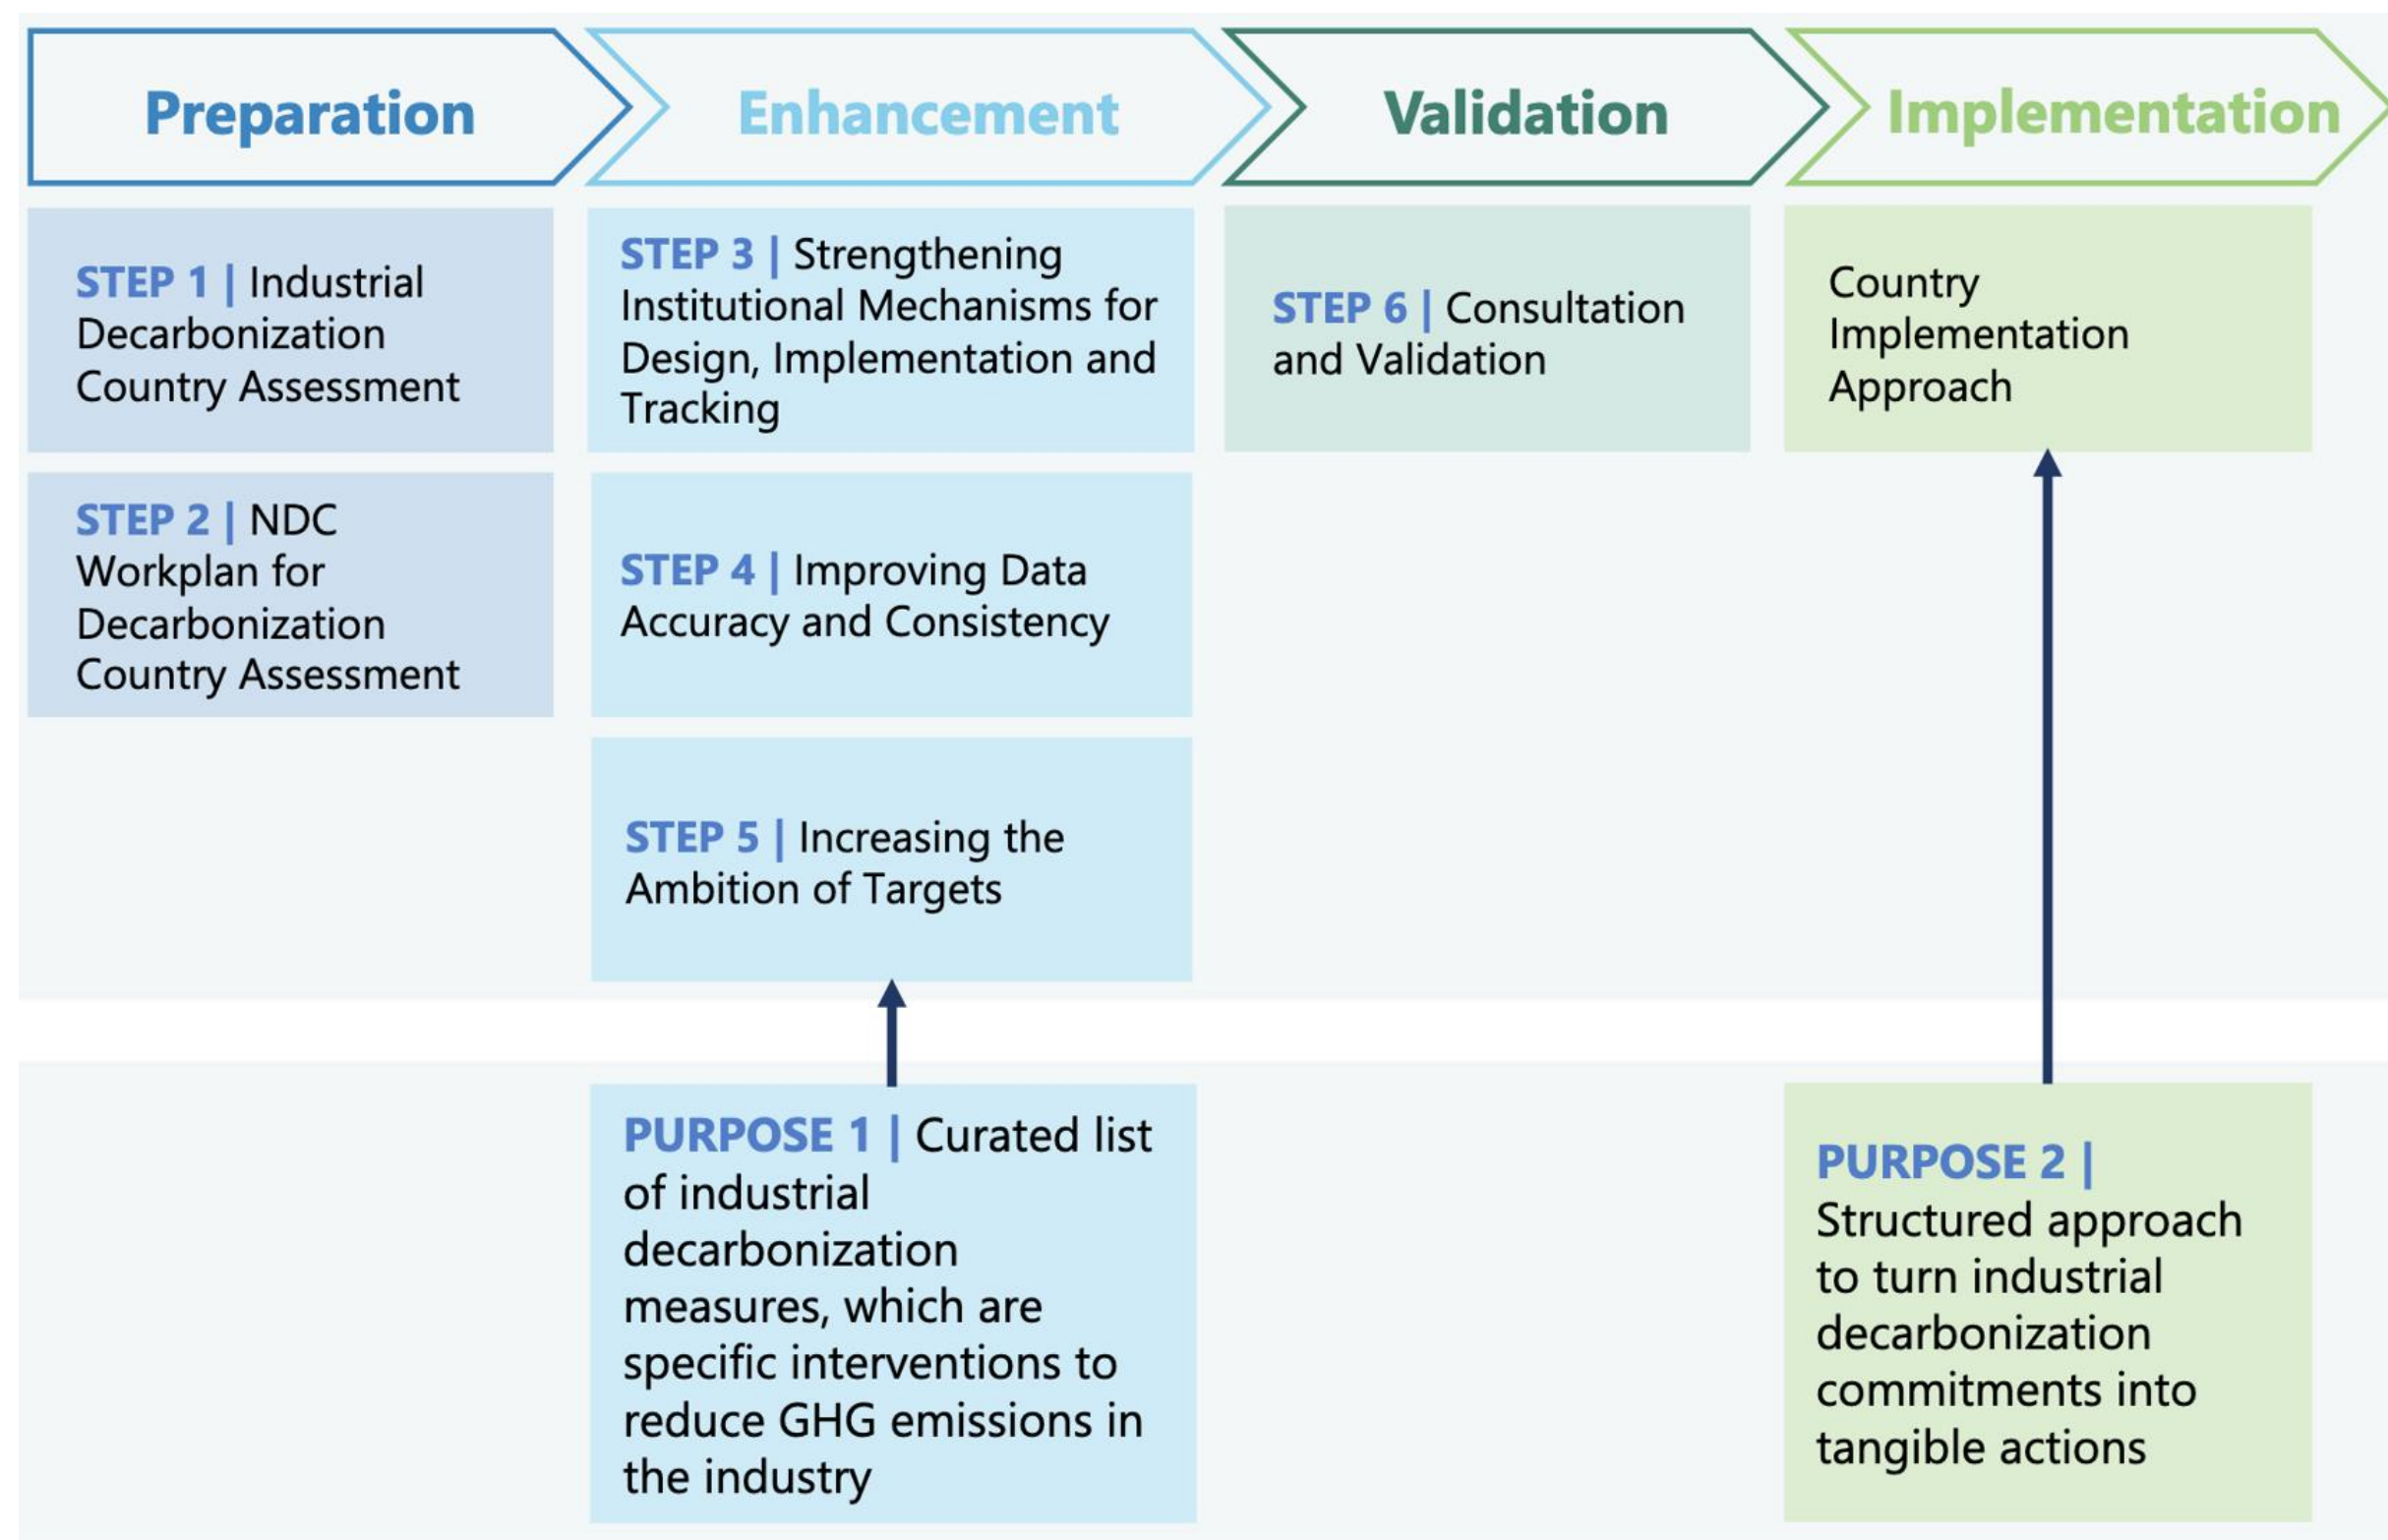 Preparation
Enhancement
Validation
Implementation
STEP 1 | Industrial
Decarbonization
Country Assessment
STEP 2 | NDC
Workplan for
Decarbonization
Country Assessment
STEP 3 | Strengthening
Institutional Mechanisms for
Design, Implementation and
Tracking
STEP 4 | Improving Data
Accuracy and Consistency
STEP 5 | Increasing the
Ambition of Targets
STEP 6 | Consultation
and Validation
Country
Implementation
Approach
PURPOSE 1 | Curated list
of industrial
decarbonization
measures, which are
specific interventions to
reduce GHG emissions in
the industry
PURPOSE 2 |
Structured approach
to turn industrial
decarbonization
commitments into
tangible actions